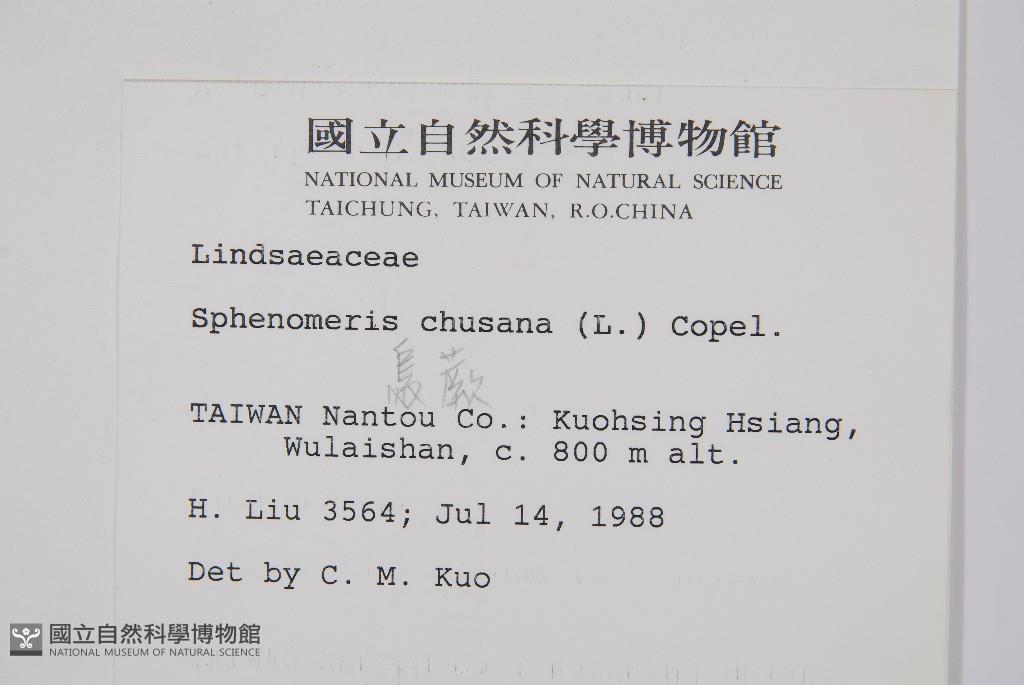 國立自然科學博物館
NATIONAL MUSEUM OF NATURAL SCIENCE
TAICHUNG, TAIWAN, R.O.CHINA
Lindsaeaceae
Sphenomeris chusana (L.) Copel.
烏蕨
TAIWAN Nantou Co.: Kuohsing Hsiang,
Wulaishan, c. 800 m alt.
H. Liu 3564; Jul 14, 1988
Det by C. M. Kuo
國立自然科學博物館
NATIONAL MUSEUM OF NATURAL SCIENCE